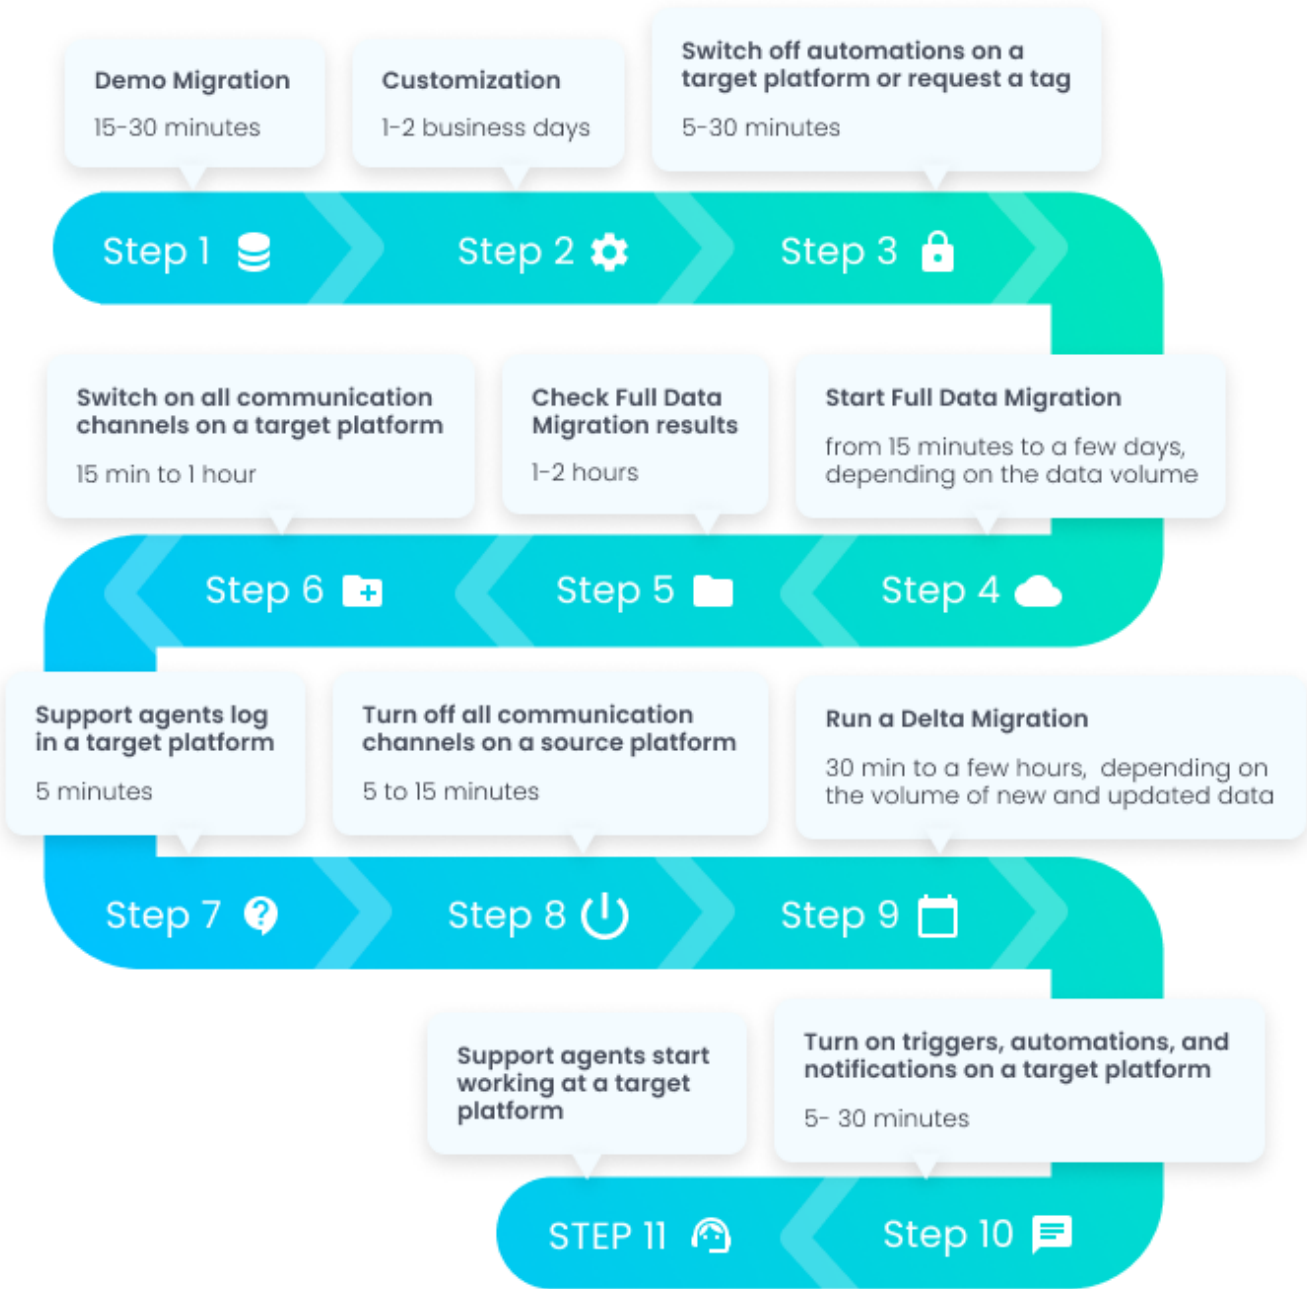 Demo Migration
15-30 minutes
Customization
1-2 business days
Switch off automations on a
target platform or request a tag
5-30 minutes
Step 1
Step 2
Step 3
Start Full Data Migration
from 15 minutes to a few days,
depending on the data volume
Check Full Data
Migration results
1-2 hours
Switch on all communication
channels on a target platform
15 min to 1 hour
Step 4
Step 5
Step 6
Support agents log
in a target platform
5 minutes
Turn off all communication
channels on a source platform
5 to 15 minutes
Run a Delta Migration
30 min to a few hours, depending on
the volume of new and updated data
Step 7
Step 8
Step 9
Turn on triggers, automations, and
notifications on a target platform
5- 30 minutes
Support agents start
working at a target
platform
Step 10
STEP 11